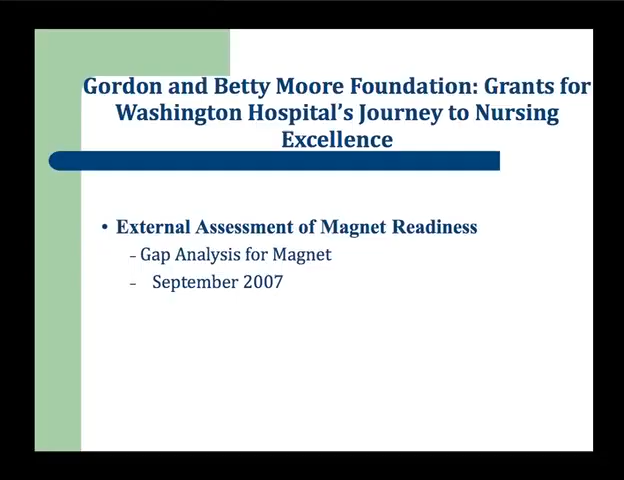 Gordon and Betty Moore Foundation: Grants for
Washington Hospital’s Journey to Nursing
Excellence
• External Assessment of Magnet Readiness
– Gap Analysis for Magnet
– September 2007